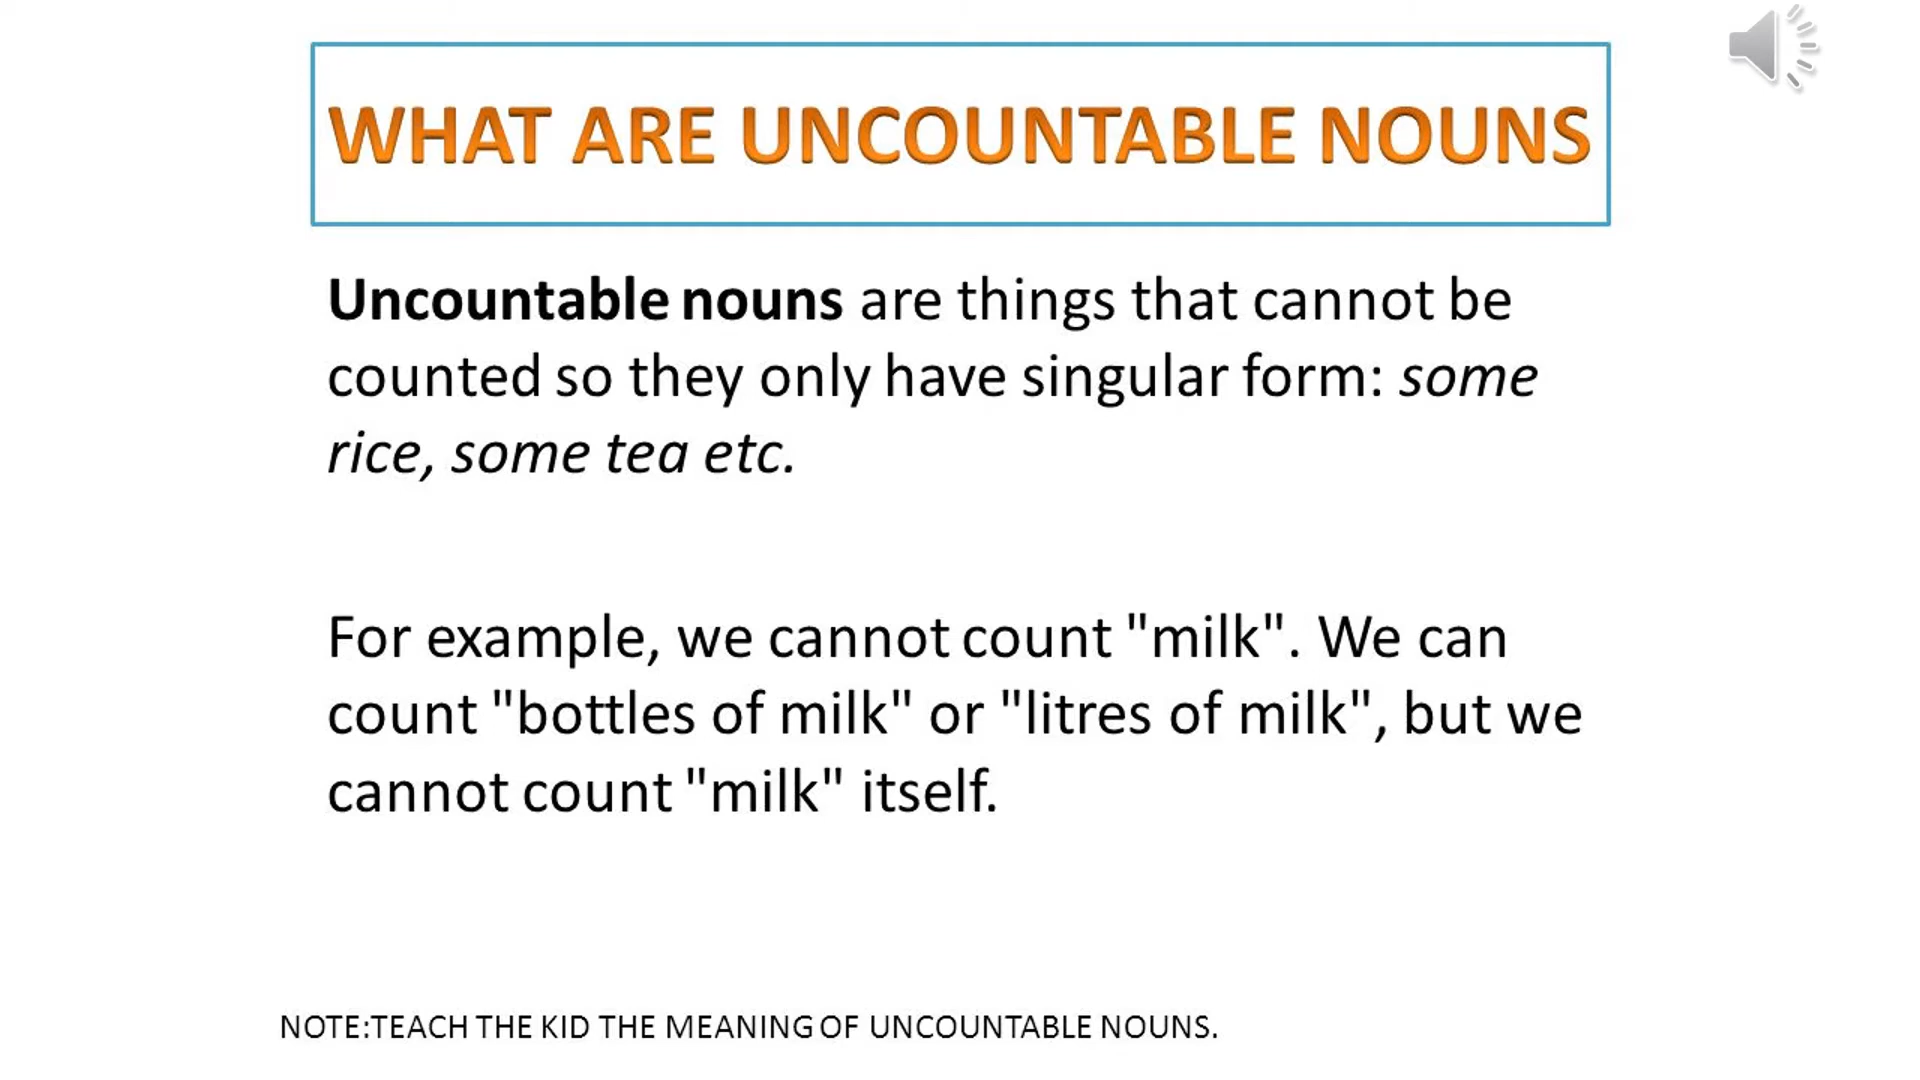 WHAT ARE UNCOUNTABLE NOUNS
Uncountable nouns are things that cannot be
counted so they only have singular form: some
rice, some tea etc.
For example, we cannot count "milk". We can
count "bottles of milk" or "litres of milk", but we
cannot count "milk" itself.
NOTE:TEACH THE KID THE MEANING OF UNCOUNTABLE NOUNS.